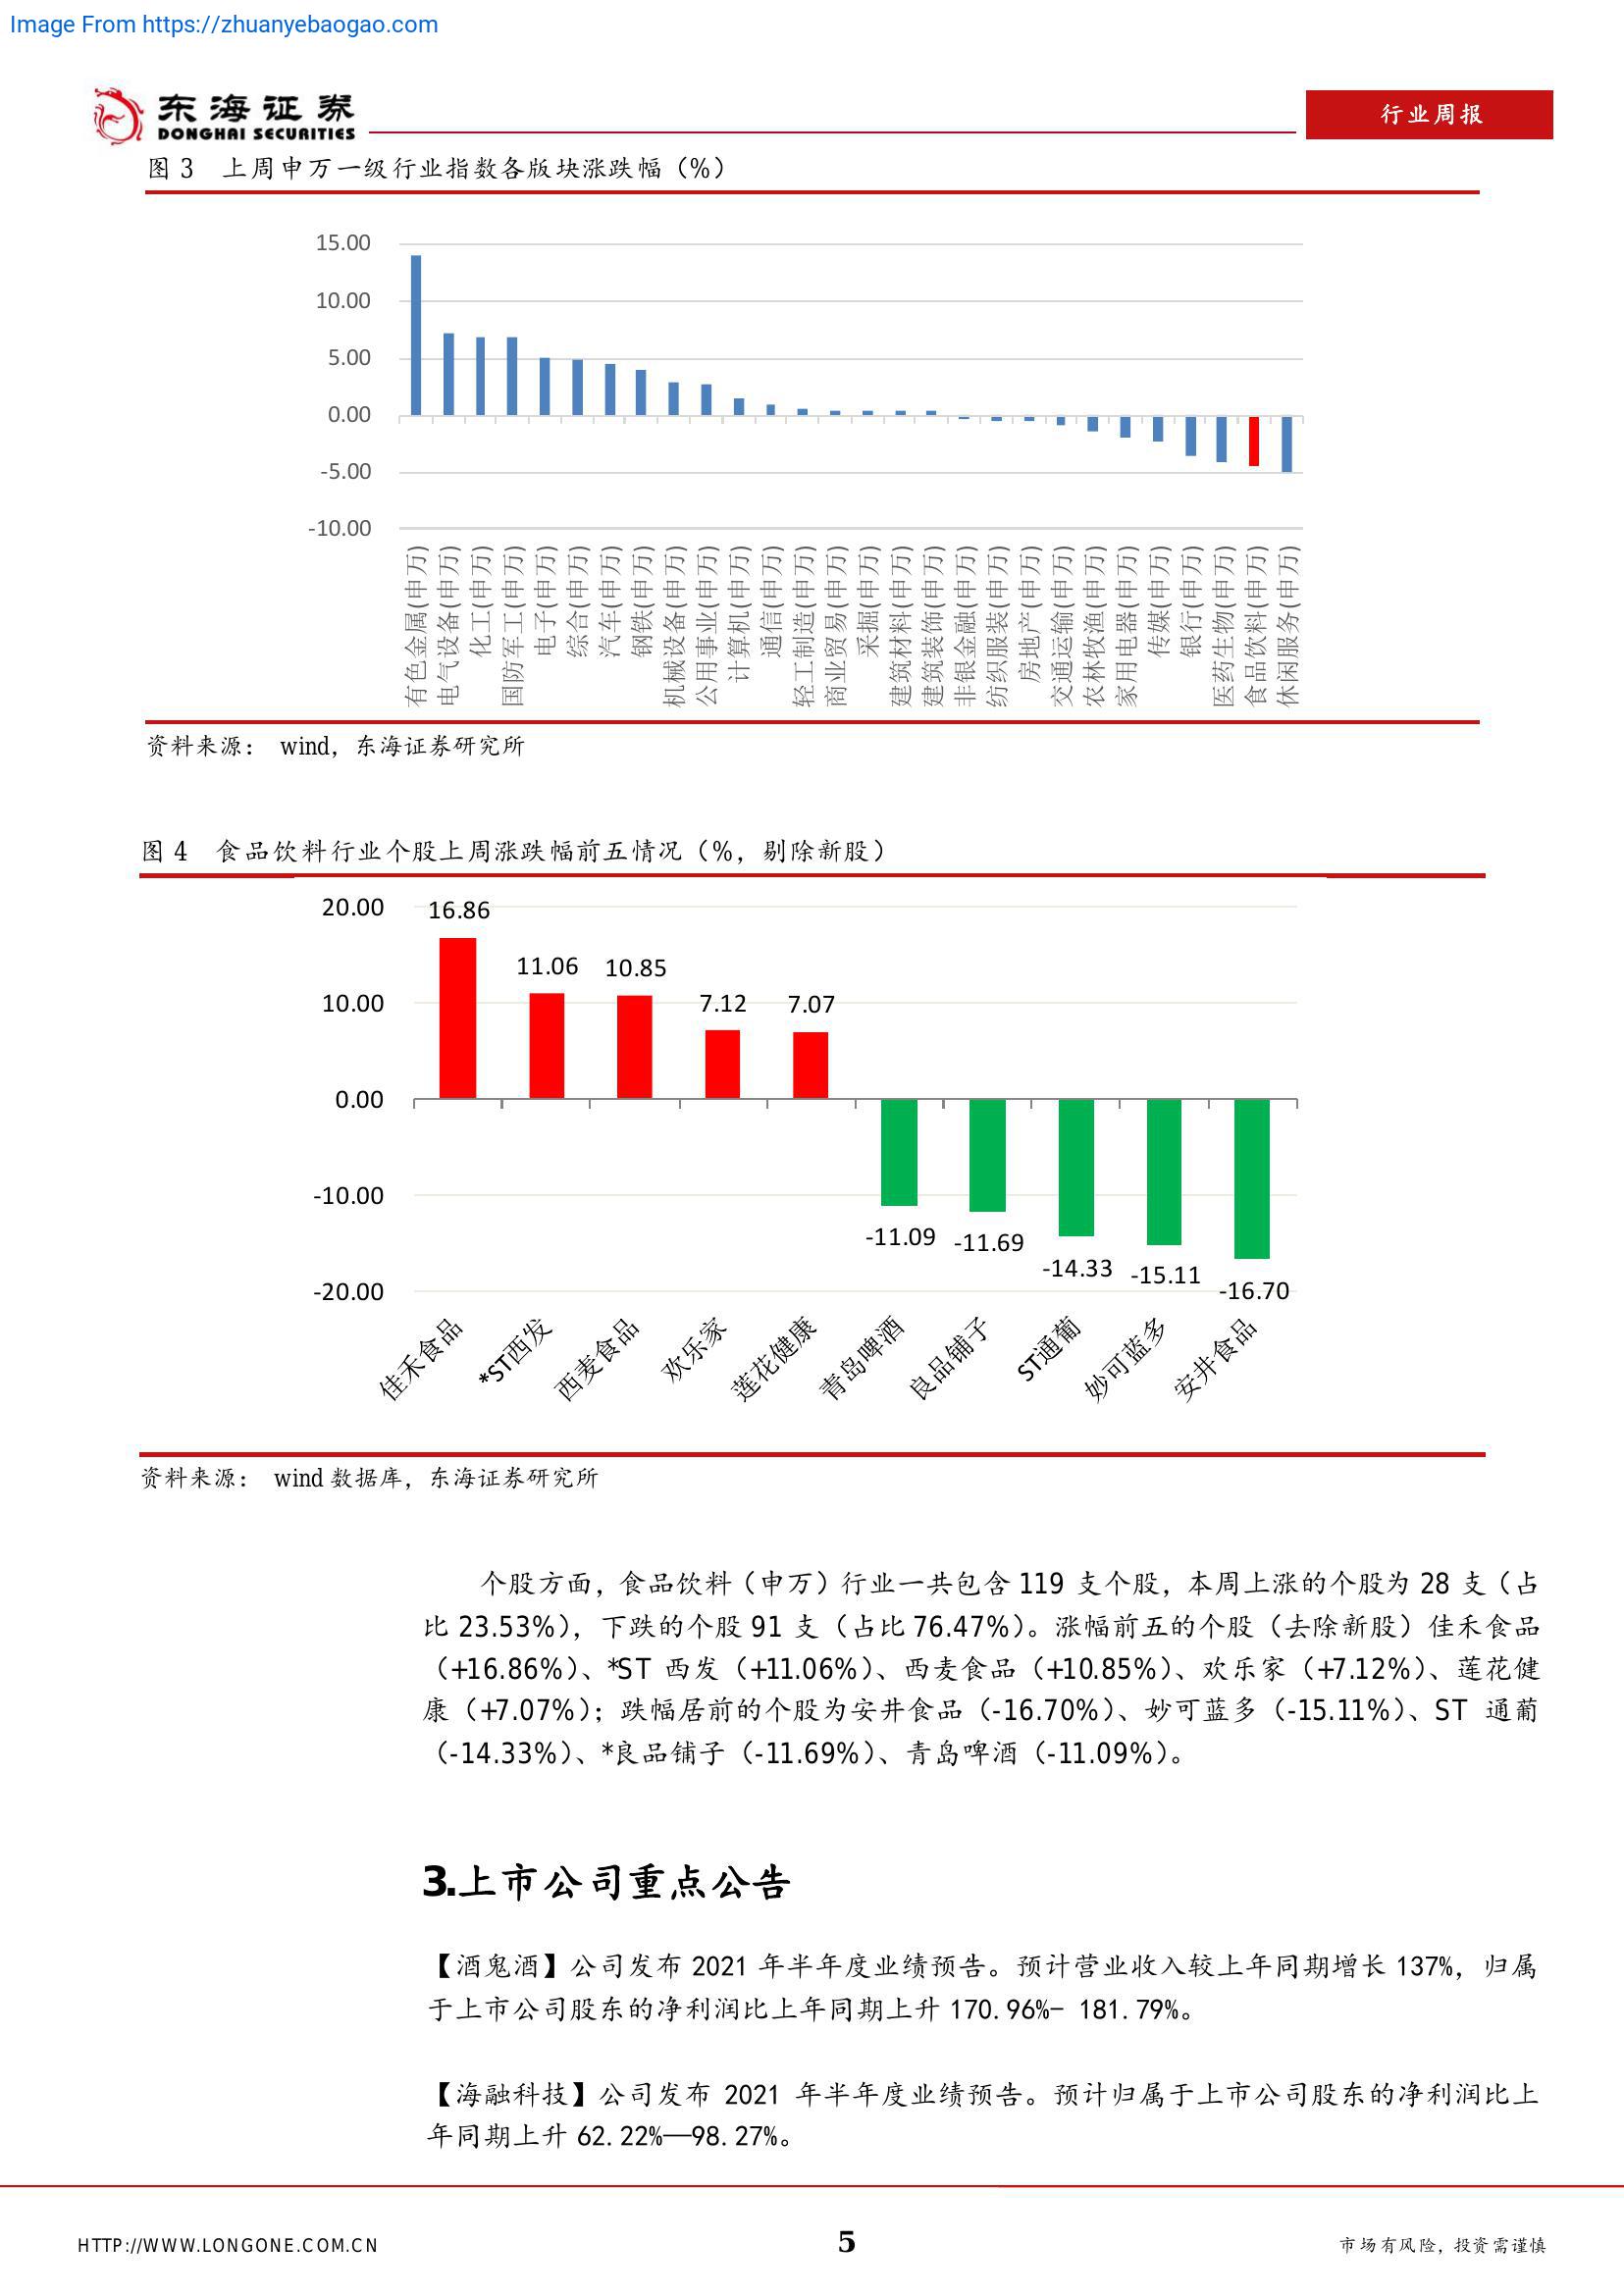 Image From https://zhuanyebaogao.com
东海证券
DONGHAI SECURITIES
行业周报
图 3 上周申万一级行业指数各版块涨跌幅（%）
15.00
10.00
5.00
0.00
-5.00
-10.00
有色金属(申万)
电气设备(申万)
化工(申万)
国防军工(申万)
电子(申万)
综合(申万)
汽车(申万)
钢铁(申万)
机械设备(申万)
公用事业(申万)
计算机(申万)
通信(申万)
轻工制造(申万)
商业贸易(申万)
采掘(申万)
建筑材料(申万)
建筑装饰(申万)
非银金融(申万)
纺织服装(申万)
房地产(申万)
交通运输(申万)
农林牧渔(申万)
家用电器(申万)
传媒(申万)
银行(申万)
医药生物(申万)
食品饮料(申万)
休闲服务(申万)
资料来源： wind，东海证券研究所
图 4 食品饮料行业个股上周涨跌幅前五情况（%，剔除新股）
20.00
10.00
0.00
-10.00
-20.00
16.86
11.06
10.85
7.12
7.07
-11.09
-11.69
-14.33
-15.11
-16.70
佳禾食品
*ST西发
西麦食品
欢乐家
莲花健康
青岛啤酒
良品铺子
ST通葡
妙可蓝多
安井食品
资料来源： wind 数据库，东海证券研究所
个股方面，食品饮料（申万）行业一共包含 119 支个股，本周上涨的个股为 28 支（占
比 23.53%），下跌的个股 91 支（占比 76.47%）。涨幅前五的个股（去除新股）佳禾食品
（+16.86%）、*ST 西发（+11.06%）、西麦食品（+10.85%）、欢乐家（+7.12%）、莲花健
康（+7.07%）；跌幅居前的个股为安井食品（-16.70%）、妙可蓝多（-15.11%）、ST 通葡
（-14.33%）、*良品铺子（-11.69%）、青岛啤酒（-11.09%）。
3.上市公司重点公告
【酒鬼酒】公司发布 2021 年半年度业绩预告。预计营业收入较上年同期增长 137%，归属
于上市公司股东的净利润比上年同期上升 170.96%- 181.79%。
【海融科技】公司发布 2021 年半年度业绩预告。预计归属于上市公司股东的净利润比上
年同期上升 62.22%—98.27%。
HTTP://WWW.LONGONE.COM.CN
5
市场有风险，投资需谨慎